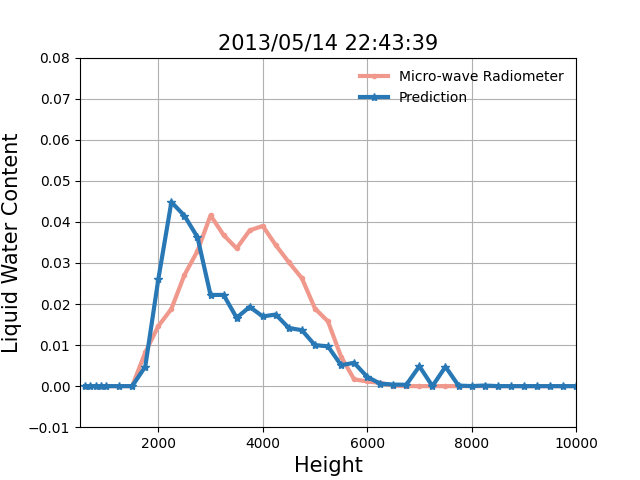 2013/05/14 22:43:39
Micro-wave Radiometer
Prediction
0.08
0.07
0.06
0.05
0.04
0.03
0.02
0.01
0.00
−0.01
Liquid Water Content
2000 4000 6000 8000 10000
Height